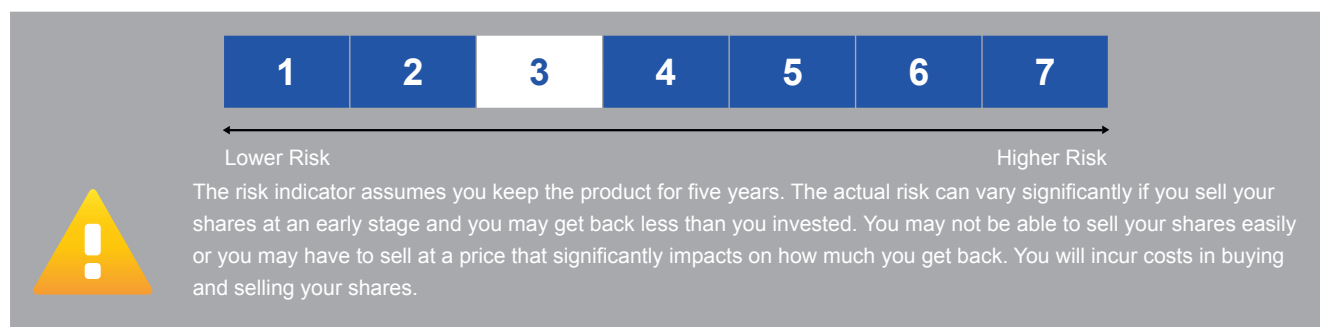 1 2 3 4 5 6 7
Lower Risk Higher Risk
The risk indicator assumes you keep the product for five years. The actual risk can vary significantly if you sell your
shares at an early stage and you may get back less than you invested. You may not be able to sell your shares easily
or you may have to sell at a price that significantly impacts on how much you get back. You will incur costs in buying
and selling your shares.